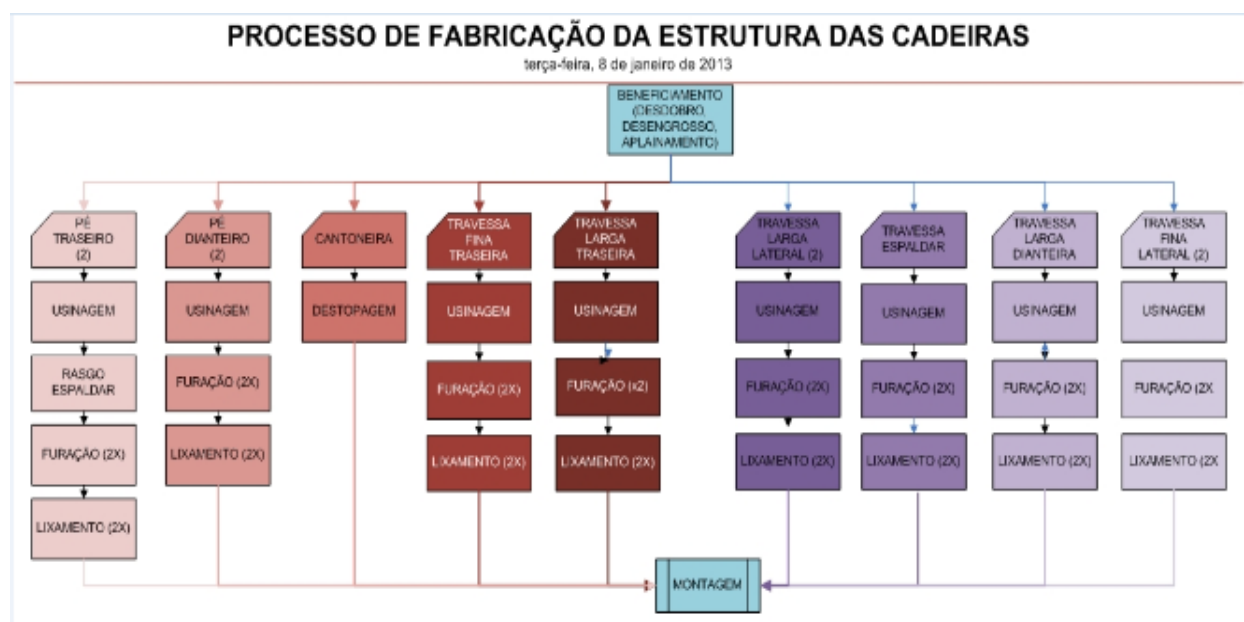 PROCESSO DE FABRICAÇÃO DA ESTRUTURA DAS CADEIRAS
terça-feira, 8 de janeiro de 2013
BENEFICIAMENTO
(DESDOBRO,
DESENGROSSO,
APLAINAMENTO)
PÉ
TRASEIRO
(2)
USINAGEM
RASGO
ESPALDAR
FURAÇÃO (2X)
LIXAMENTO (2X)
PÉ
DIANTEIRO
(2)
USINAGEM
FURAÇÃO (2X)
LIXAMENTO (2X)
CANTONEIRA
DESTOPAGEM
TRAVESSA
FINA
TRASEIRA
USINAGEM
FURAÇÃO (2X)
LIXAMENTO (2X)
TRAVESSA
LARGA
TRASEIRA
USINAGEM
FURAÇÃO (x2)
LIXAMENTO (2X)
TRAVESSA
LARGA
LATERAL (2)
USINAGEM
FURAÇÃO (2X)
LIXAMENTO (2X)
TRAVESSA
ESPALDAR
USINAGEM
FURAÇÃO (2X)
LIXAMENTO (2X)
TRAVESSA
LARGA
DIANTEIRA
USINAGEM
FURAÇÃO (2X)
LIXAMENTO (2X)
TRAVESSA
FINA
LATERAL (2)
USINAGEM
FURAÇÃO (2X
LIXAMENTO (2X
MONTAGEM